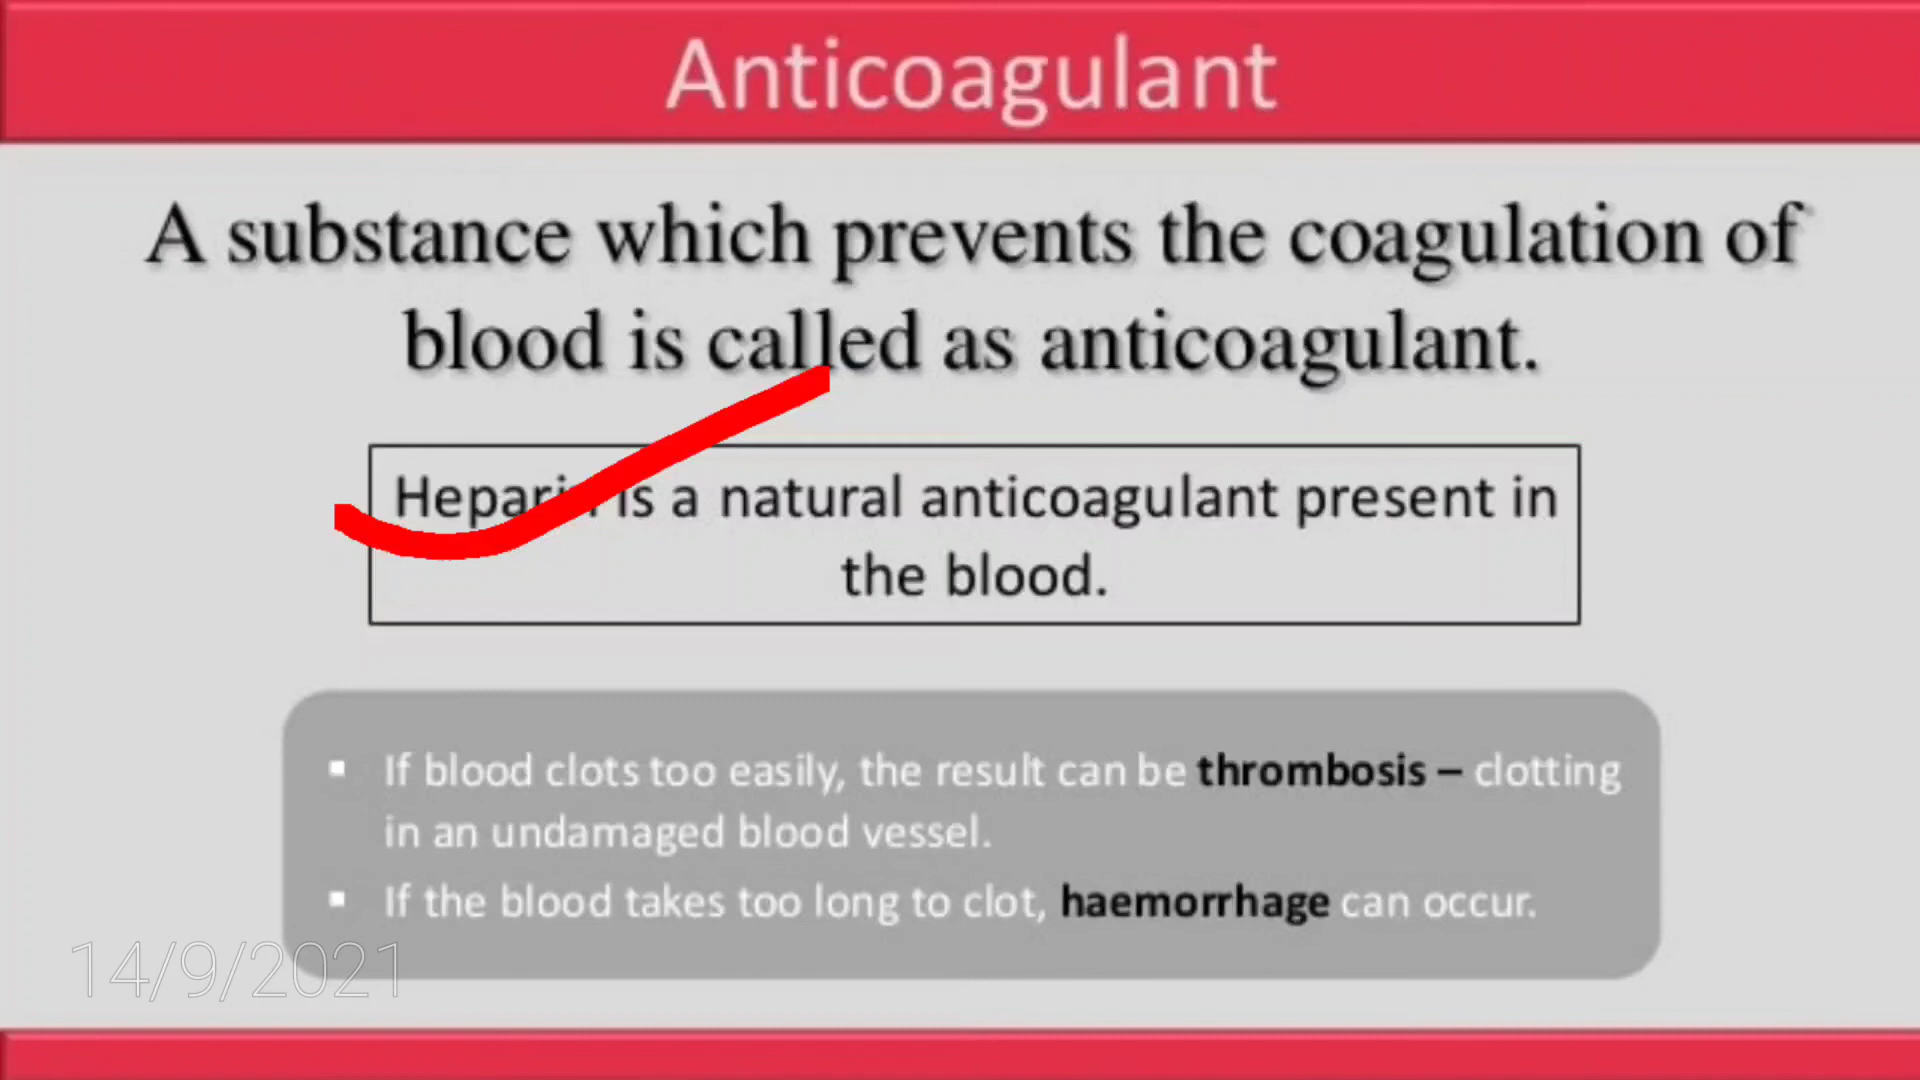 Anticoagulant
A substance which prevents the coagulation of
blood is called as anticoagulant.
Heparin is a natural anticoagulant present in
the blood.
▪ If blood clots too easily, the result can be thrombosis – clotting
in an undamaged blood vessel.
▪ If the blood takes too long to clot, haemorrhage can occur.
14/9/2021